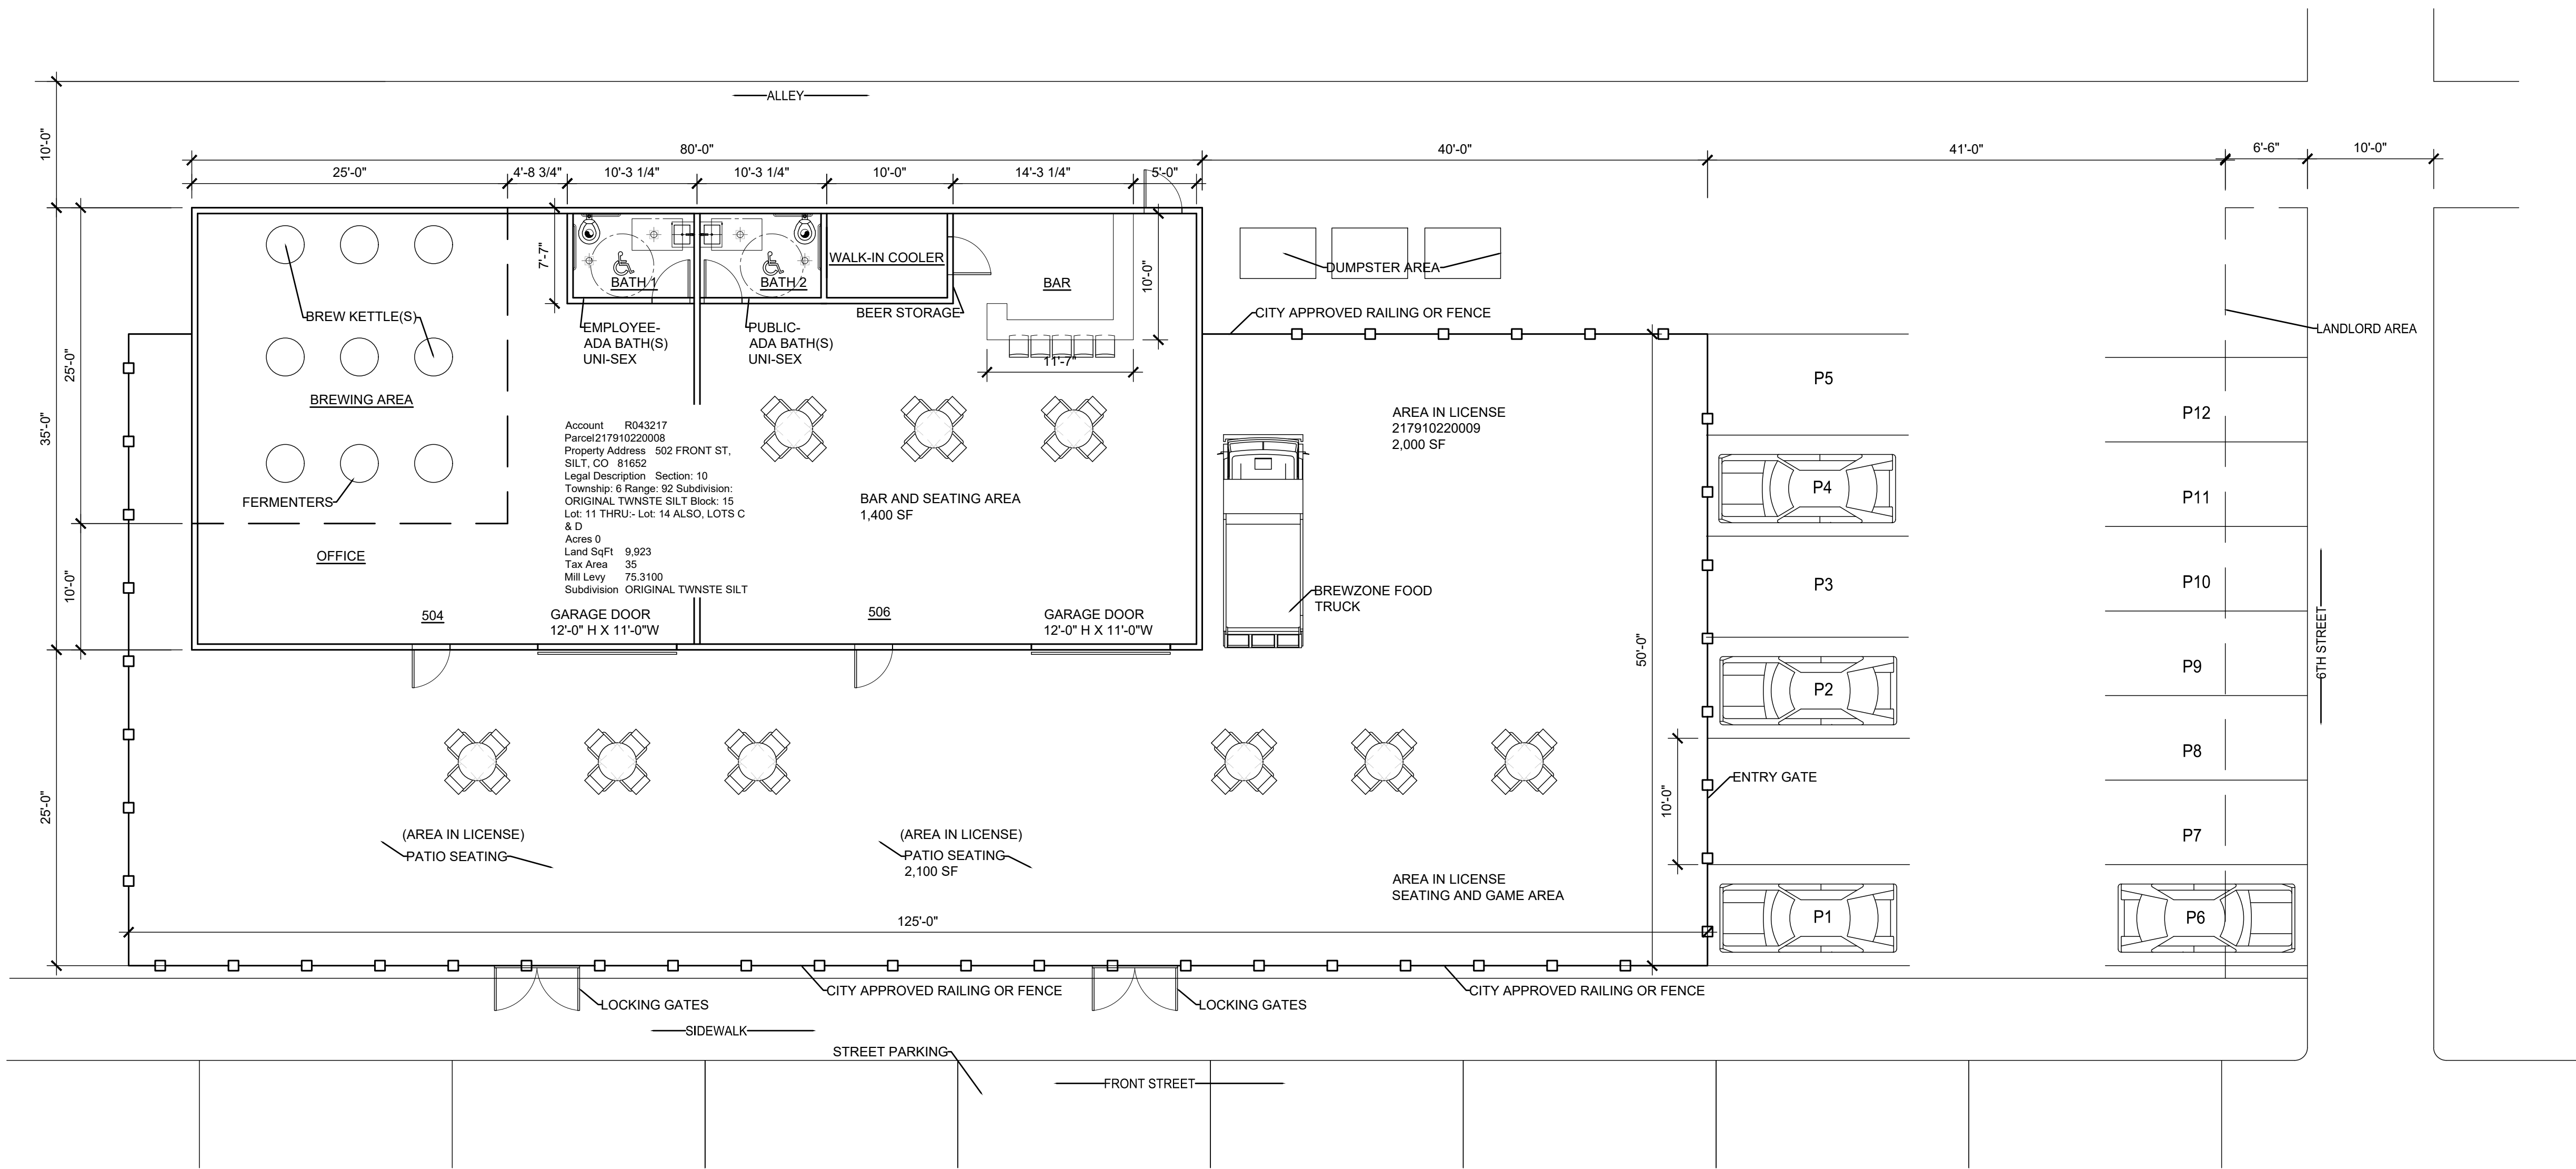 ALLEY
10'-0"
80'-0"
40'-0"
41'-0"
6'-6"
10'-0"
25'-0"
4'-8 3/4"
10'-3 1/4"
10'-3 1/4"
10'-0"
14'-3 1/4"
5'-0"
7'-7"
WALK-IN COOLER
BATH 1
BATH 2
BAR
10'-0"
DUMPSTER AREA
BREW KETTLE(S)
BEER STORAGE
CITY APPROVED RAILING OR FENCE
LANDLORD AREA
EMPLOYEE-
ADA BATH(S)
UNI-SEX
PUBLIC-
ADA BATH(S)
UNI-SEX
11'-7"
25'-0"
35'-0"
BREWING AREA
P5
AREA IN LICENSE
217910220009
2,000 SF
P12
Account R043217
Parcel217910220008
Property Address 502 FRONT ST,
SILT, CO 81652
Legal Description Section: 10
Township: 6 Range: 92 Subdivision:
ORIGINAL TWNSTE SILT Block: 15
Lot: 11 THRU:- Lot: 14 ALSO, LOTS C
& D
Acres 0
Land SqFt 9,923
Tax Area 35
Mill Levy 75.3100
Subdivision ORIGINAL TWNSTE SILT
FERMENTERS
BAR AND SEATING AREA
1,400 SF
P4
P11
OFFICE
10'-0"
P3
P10
BREWZONE FOOD
TRUCK
504
GARAGE DOOR
12'-0" H X 11'-0"W
506
GARAGE DOOR
12'-0" H X 11'-0"W
50'-0"
6TH STREET
P2
P9
25'-0"
10'-0"
ENTRY GATE
P8
(AREA IN LICENSE)
PATIO SEATING
(AREA IN LICENSE)
PATIO SEATING
2,100 SF
P7
AREA IN LICENSE
SEATING AND GAME AREA
125'-0"
P1
P6
LOCKING GATES
CITY APPROVED RAILING OR FENCE
LOCKING GATES
CITY APPROVED RAILING OR FENCE
SIDEWALK
STREET PARKING
FRONT STREET